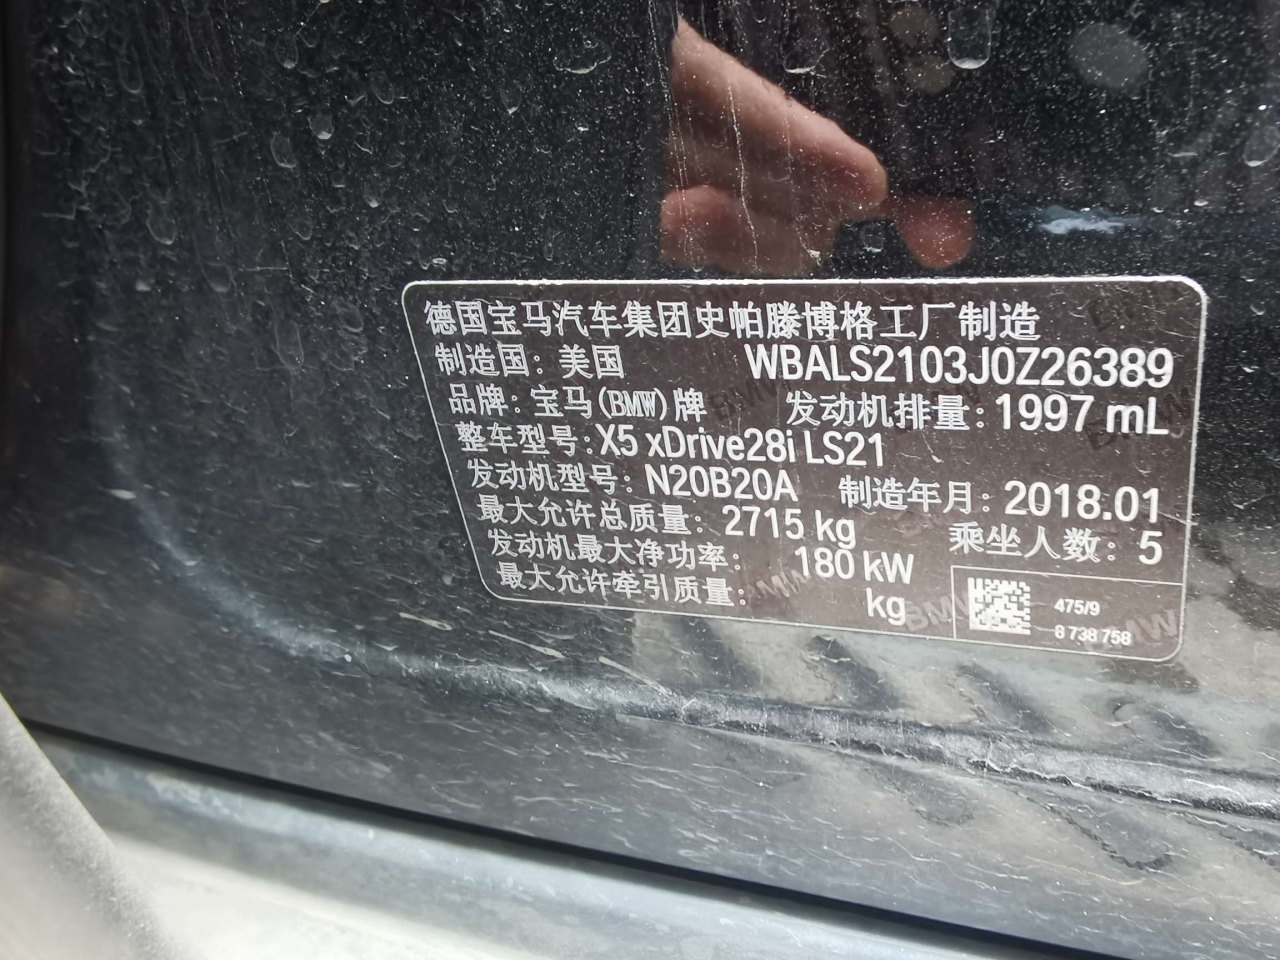 德国宝马汽车集团史帕滕博格工厂制造
制造国：美国 WBALS2103J0Z26389
品牌：宝马(BMW)牌 发动机排量：1997 mL
整车型号:X5 xDrive28i LS21
发动机型号：N20B20A 制造年月：2018.01
最大允许总质量：2715 kg 乘坐人数：5
发动机最大净功率：180 kW
最大允许牵引质量： kg
475/9
8 738 758